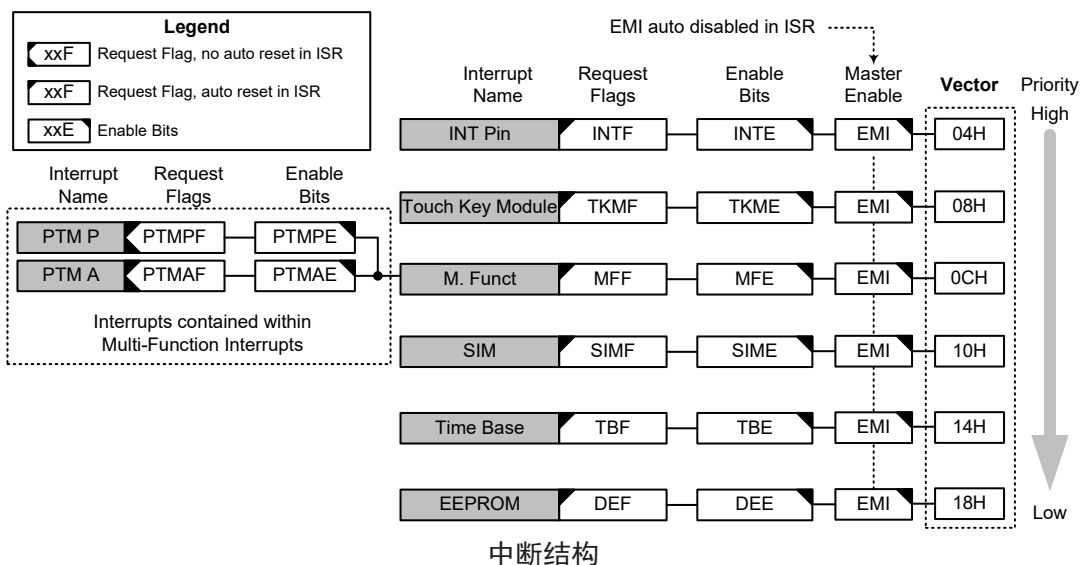 Legend
xxF Request Flag, no auto reset in ISR
xxF Request Flag, auto reset in ISR
xxE Enable Bits
EMI auto disabled in ISR
Interrupt Name
Request Flags
Enable Bits
Master Enable
Vector
Priority
High
INT Pin INTF INTE EMI 04H
Touch Key Module TKMF TKME EMI 08H
Interrupt Name
Request Flags
Enable Bits
PTM P PTMPF PTMPE
PTM A PTMAF PTMAE
Interrupts contained within
Multi-Function Interrupts
M. Funct MFF MFE EMI 0CH
SIM SIMF SIME EMI 10H
Time Base TBF TBE EMI 14H
EEPROM DEF DEE EMI 18H
Low
中断结构